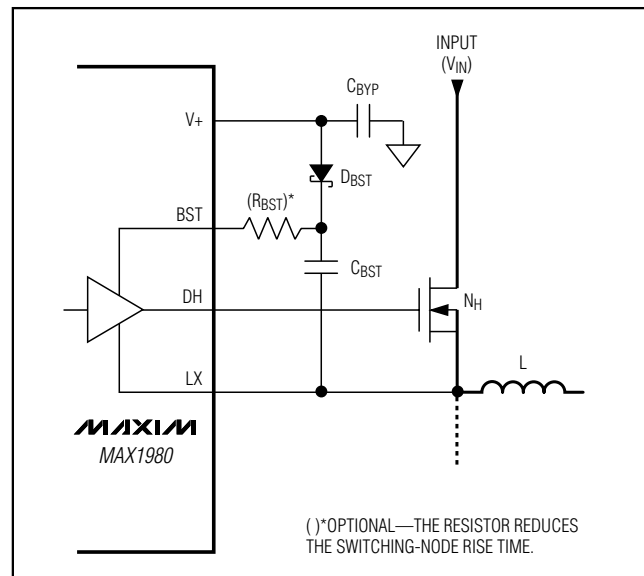 INPUT
(VIN)
CBYP
V+
DBST
(RBST)*
BST
CBST
DH
NH
L
LX
MAXIM
MAX1980
( )*OPTIONAL—THE RESISTOR REDUCES
THE SWITCHING-NODE RISE TIME.